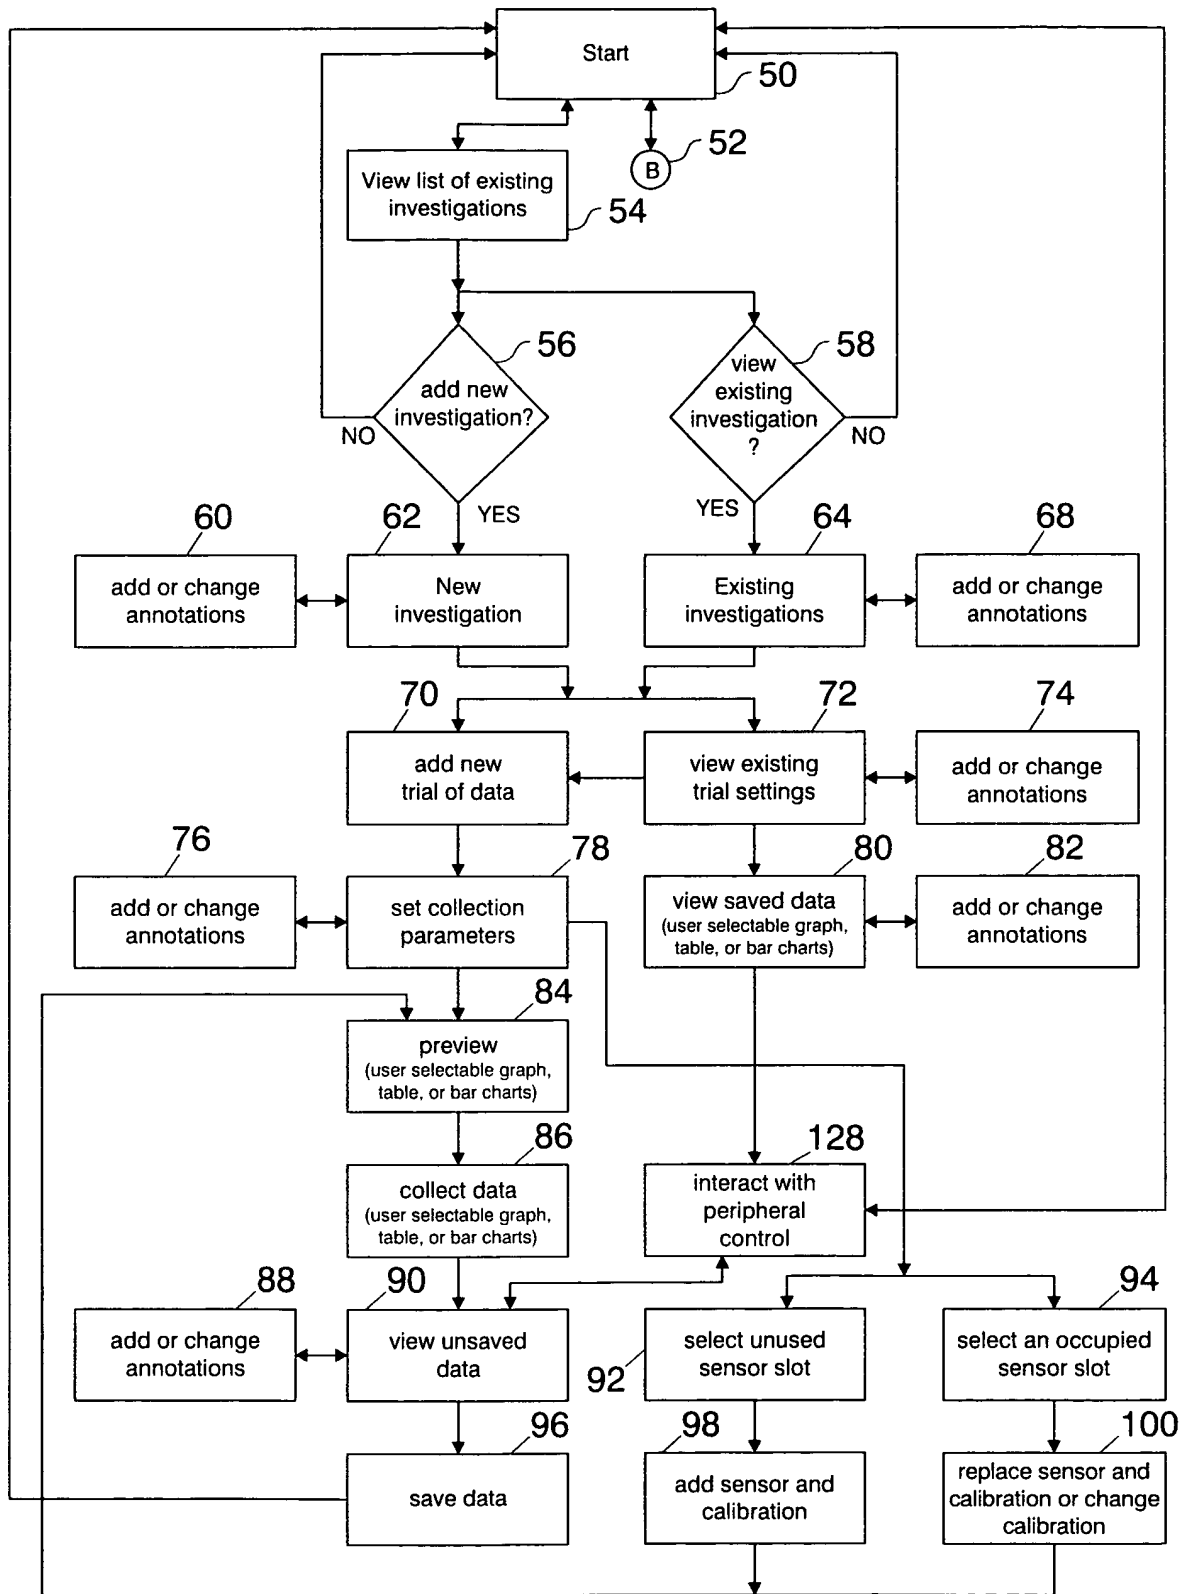 Start
50
B
52
View list of existing
investigations
54
add new
investigation?
56
view
existing
investigation
?
58
NO
NO
YES
YES
60
62
64
68
add or change
annotations
New
investigation
Existing
investigations
add or change
annotations
70
72
74
add new
trial of data
view existing
trial settings
add or change
annotations
76
78
80
82
add or change
annotations
set collection
parameters
view saved data
(user selectable graph,
table, or bar charts)
add or change
annotations
84
preview
(user selectable graph,
table, or bar charts)
86
128
collect data
(user selectable graph,
table, or bar charts)
interact with
peripheral
control
88
90
94
add or change
annotations
view unsaved
data
92
select unused
sensor slot
select an occupied
sensor slot
96
98
100
save data
add sensor and
calibration
replace sensor and
calibration or change
calibration